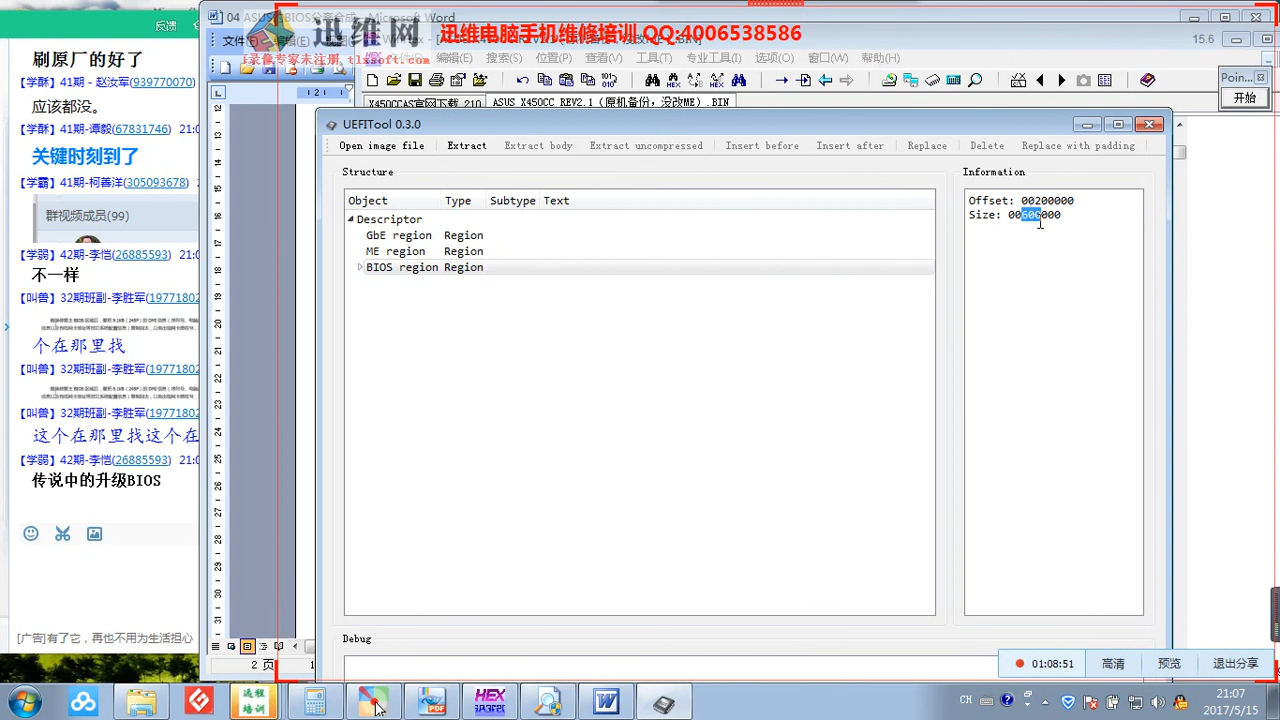 反馈
刷原厂的好了
【学酥】41期 - 赵汝军(939770070)
应该都没。
【学酥】41期-谭毅(67831746) 21:0
关键时刻到了
【学霸】41期-柯善洋(305093678)
群视频成员(99)
【学弱】42期-李恺(26885593) 21:0
不一样
【叫兽】32期班副-李胜军(19771802
个在那里找
【叫兽】32期班副-李胜军(19771802
【叫兽】32期班副-李胜军(19771802
这个在那里找这个在
【学弱】42期-李恺(26885593) 21:0
传说中的升级BIOS
[广告]有了它，再也不用为生活担心
Microsoft Word
迅维网
迅维电脑手机维修培训 QQ:4006538586
15.6
[录像专家未注册 tlxsoft.com]
搜索(S) 位置(P) 查看(V) 工具(T) 专业工具(I) 选项(O) 窗口(W) 帮助(H)
Poin...
开始
X450CCAS官网下载.210
ASUS X450CC REV2.1（原机备份，没改ME）.BIN
UEFITool 0.3.0
Open image file Extract Extract body Extract uncompressed Insert before Insert after Replace Delete Replace with padding
Structure
Information
Object Type Subtype Text
Descriptor
GbE region Region
ME region Region
BIOS region Region
Offset: 00200000
Size: 00600000
Debug
2 页
01:08:51 高清 预览 退出分享
远程培训
PDF
HEX
CH
21:07
2017/5/15